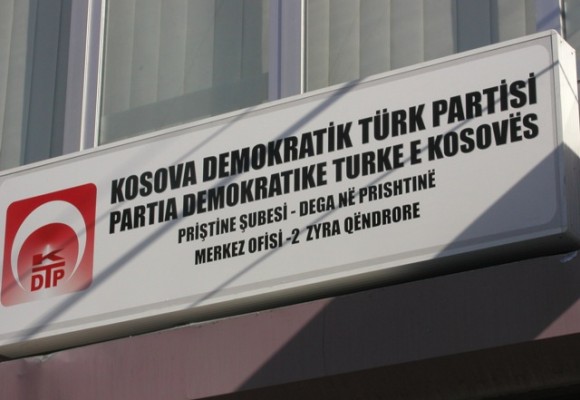 KOSOVA DEMOKRATİK TÜRK PARTİSİ
PARTIA DEMOKRATIKE TURKE E KOSOVËS
PRİŞTİNE ŞUBESİ - DEGA NË PRISHTINË
MERKEZ OFİSİ -2 ZYRA QËNDRORE
K
DTP